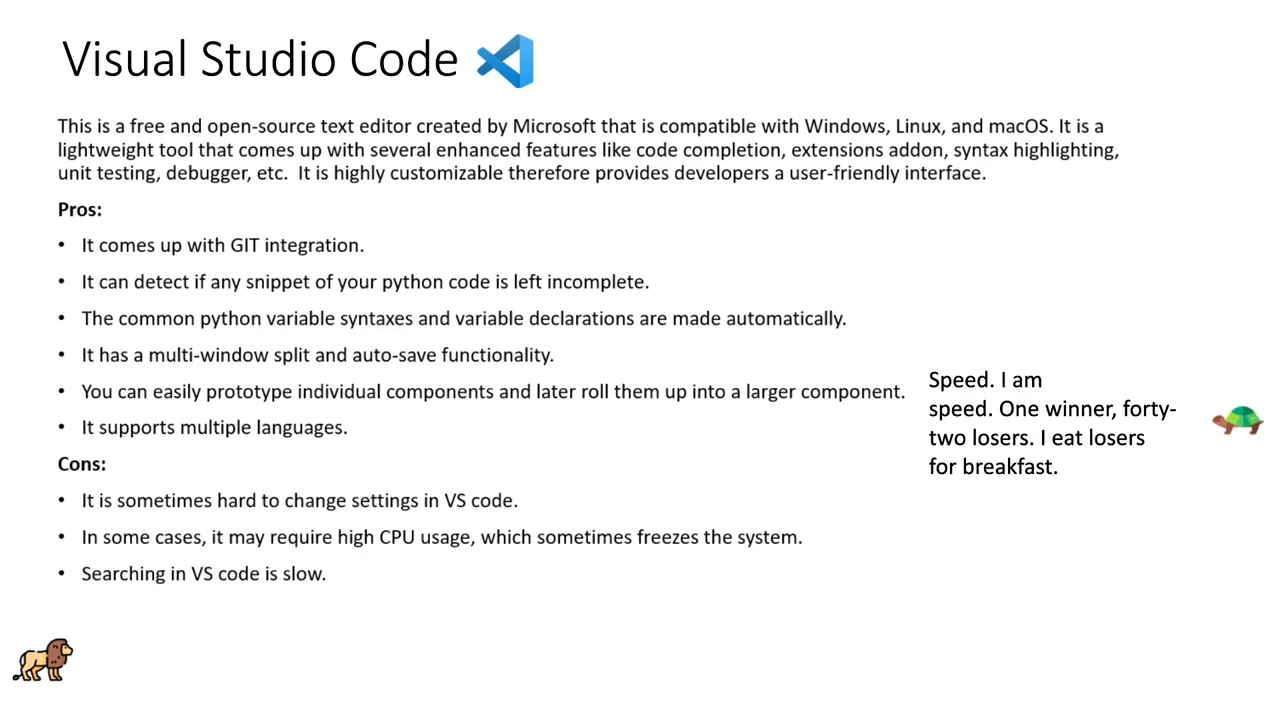 Visual Studio Code
This is a free and open-source text editor created by Microsoft that is compatible with Windows, Linux, and macOS. It is a
lightweight tool that comes up with several enhanced features like code completion, extensions addon, syntax highlighting,
unit testing, debugger, etc.  It is highly customizable therefore provides developers a user-friendly interface.
Pros:
• It comes up with GIT integration.
• It can detect if any snippet of your python code is left incomplete.
• The common python variable syntaxes and variable declarations are made automatically.
• It has a multi-window split and auto-save functionality.
• You can easily prototype individual components and later roll them up into a larger component.
• It supports multiple languages.
Cons:
• It is sometimes hard to change settings in VS code.
• In some cases, it may require high CPU usage, which sometimes freezes the system.
• Searching in VS code is slow.
Speed. I am
speed. One winner, forty-
two losers. I eat losers
for breakfast.